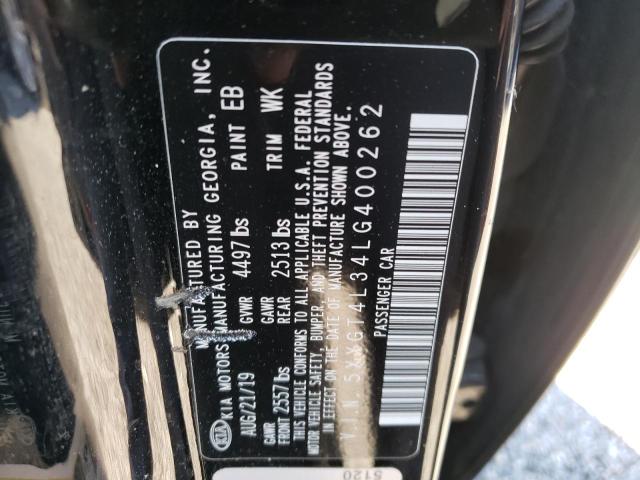 MANUFACTURED BY
KIA KIA MOTORS MANUFACTURING GEORGIA, INC.
AUG/21/19 GVWR 4497lbs PAINT EB
GAWR FRONT 2557lbs GAWR REAR 2513lbs TRIM WK
THIS VEHICLE CONFORMS TO ALL APPLICABLE U.S.A. FEDERAL
MOTOR VEHICLE SAFETY, BUMPER, AND THEFT PREVENTION STANDARDS
IN EFFECT ON THE DATE OF MANUFACTURE SHOWN ABOVE.
V.I.N. 5XXGT4L34LG400262
PASSENGER CAR
5120